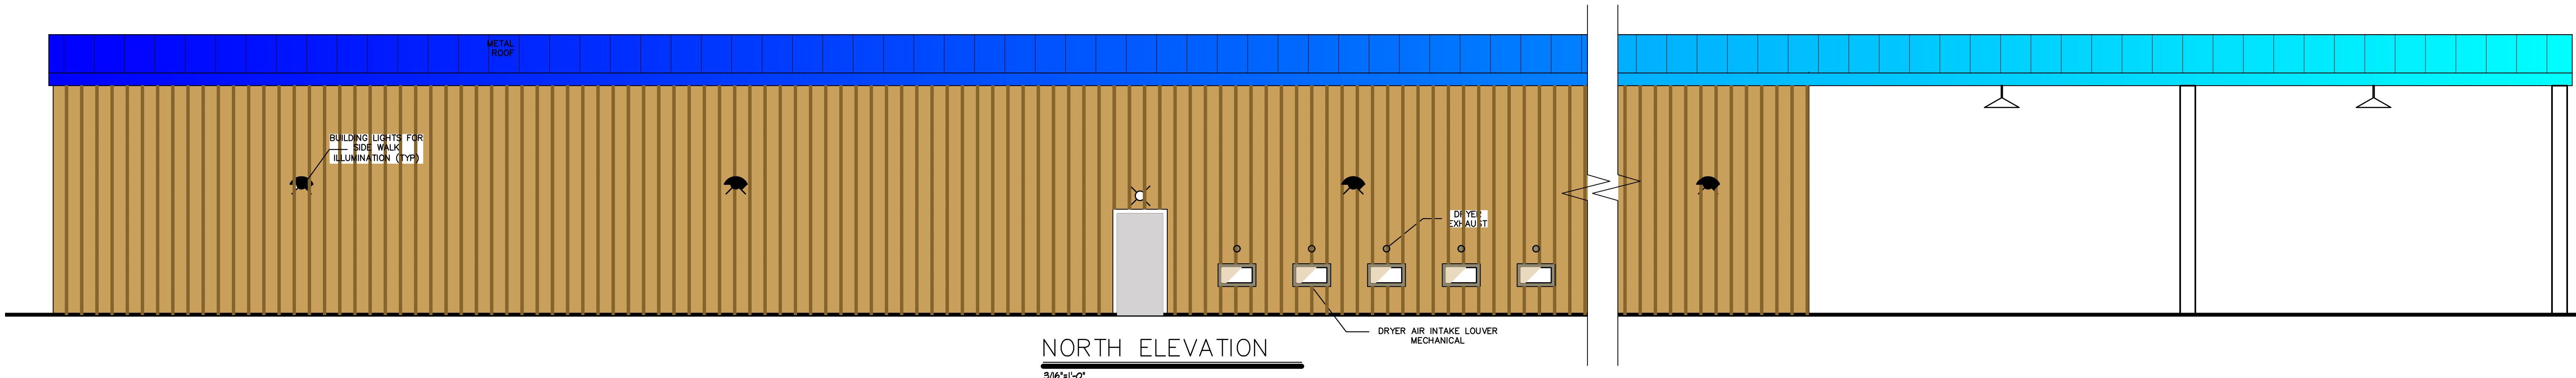 METAL
ROOF
BUILDING LIGHTS FOR
SIDE WALK
ILLUMINATION (TYP)
DRYER
EXHAUST
DRYER AIR INTAKE LOUVER
MECHANICAL
NORTH ELEVATION
3/16"=1'-0"